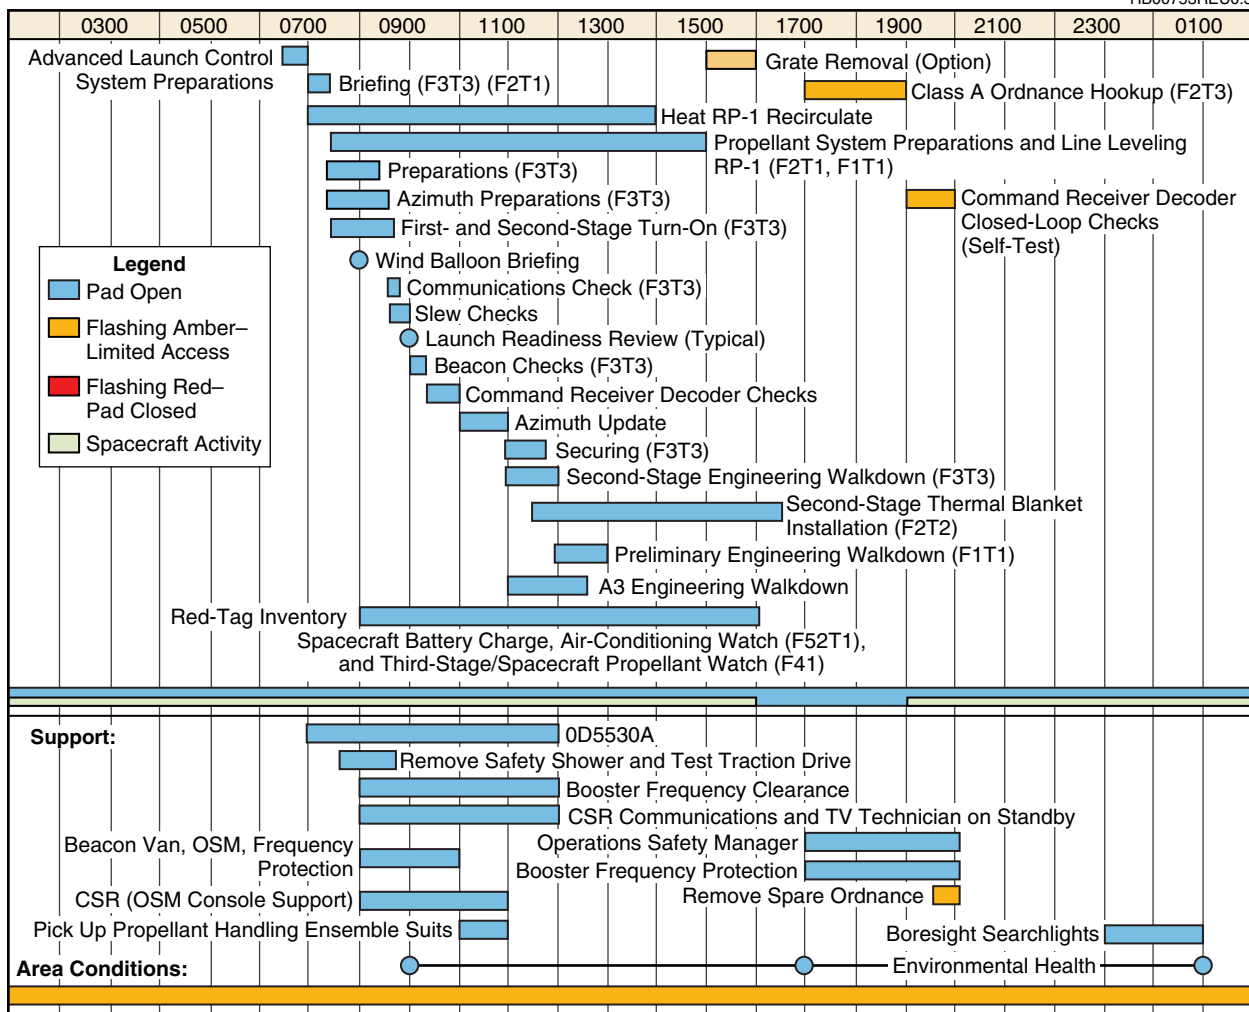 0300 0500 0700 0900 1100 1300 1500 1700 1900 2100 2300 0100
Advanced Launch Control
System Preparations
Grate Removal (Option)
Briefing (F3T3) (F2T1)
Class A Ordnance Hookup (F2T3)
Heat RP-1 Recirculate
Propellant System Preparations and Line Leveling
RP-1 (F2T1, F1T1)
Preparations (F3T3)
Azimuth Preparations (F3T3)
Command Receiver Decoder
Closed-Loop Checks
(Self-Test)
First- and Second-Stage Turn-On (F3T3)
Wind Balloon Briefing
Legend
Pad Open
Flashing Amber–
Limited Access
Flashing Red–
Pad Closed
Spacecraft Activity
Communications Check (F3T3)
Slew Checks
Launch Readiness Review (Typical)
Beacon Checks (F3T3)
Command Receiver Decoder Checks
Azimuth Update
Securing (F3T3)
Second-Stage Engineering Walkdown (F3T3)
Second-Stage Thermal Blanket
Installation (F2T2)
Preliminary Engineering Walkdown (F1T1)
A3 Engineering Walkdown
Red-Tag Inventory
Spacecraft Battery Charge, Air-Conditioning Watch (F52T1),
and Third-Stage/Spacecraft Propellant Watch (F41)
Support:
0D5530A
Remove Safety Shower and Test Traction Drive
Booster Frequency Clearance
CSR Communications and TV Technician on Standby
Beacon Van, OSM, Frequency
Protection
Operations Safety Manager
Booster Frequency Protection
CSR (OSM Console Support)
Remove Spare Ordnance
Pick Up Propellant Handling Ensemble Suits
Boresight Searchlights
Area Conditions:
Environmental Health